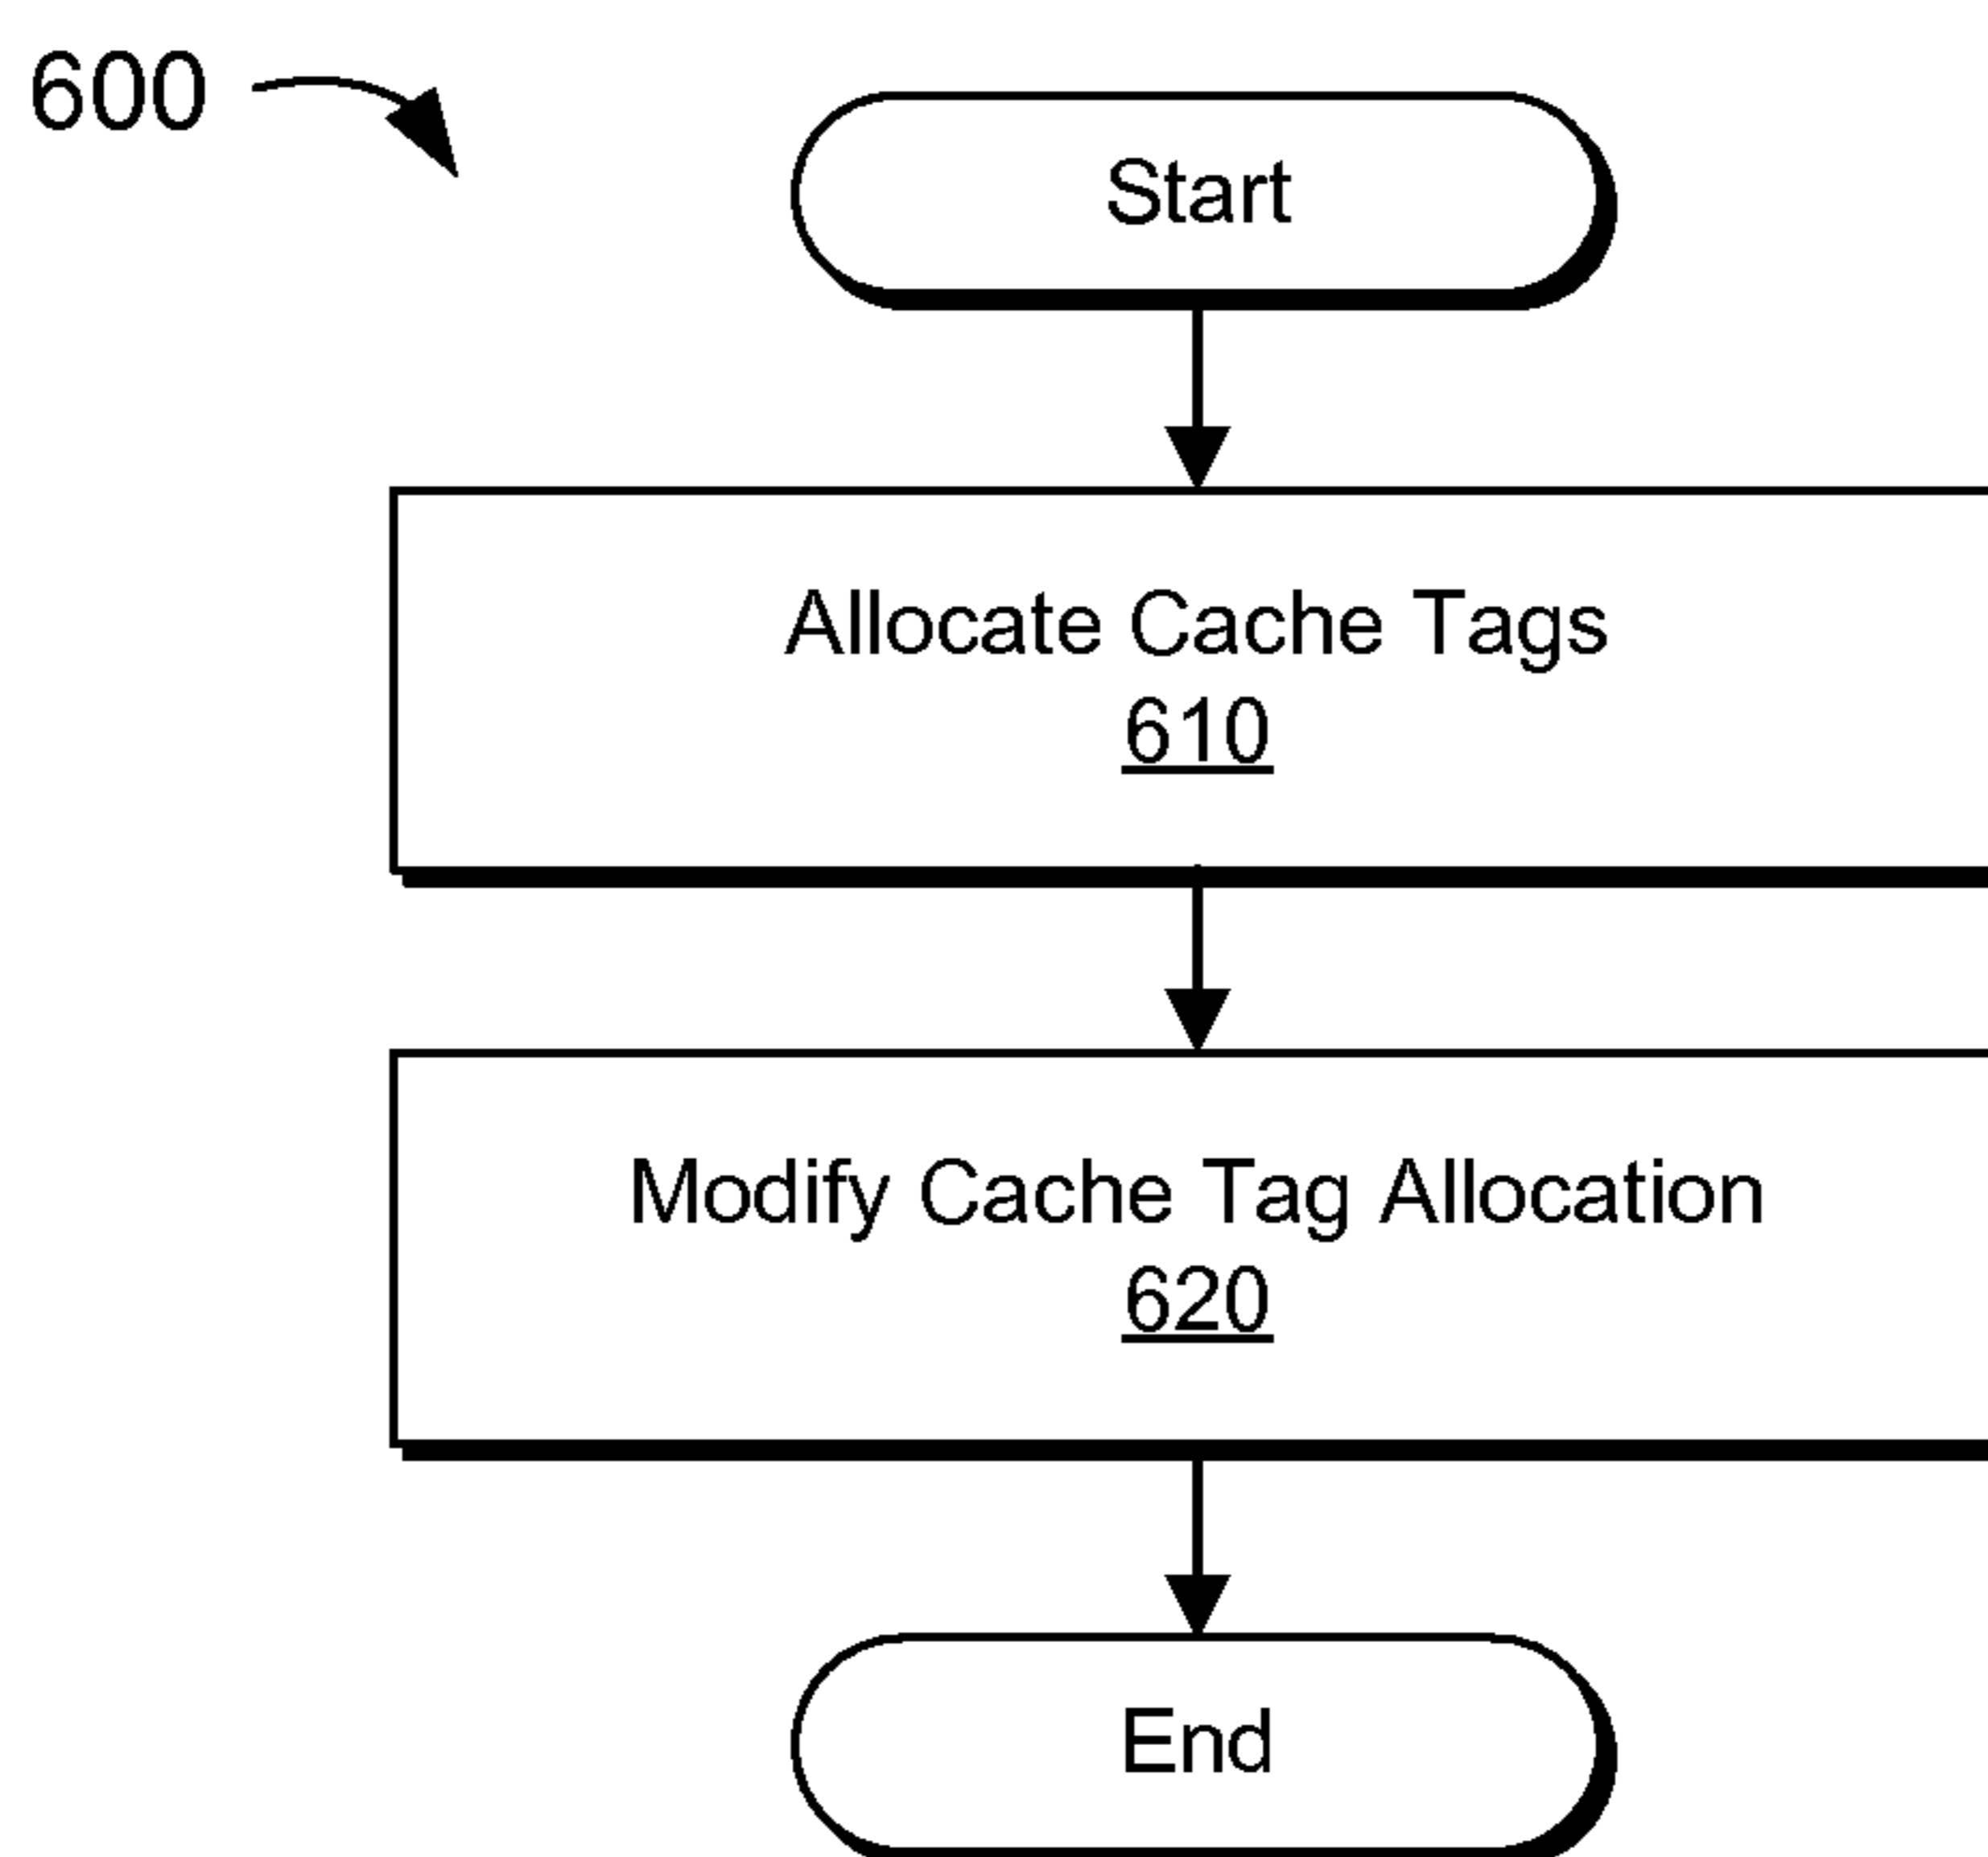 600
Start
Allocate Cache Tags
610
Modify Cache Tag Allocation
620
End